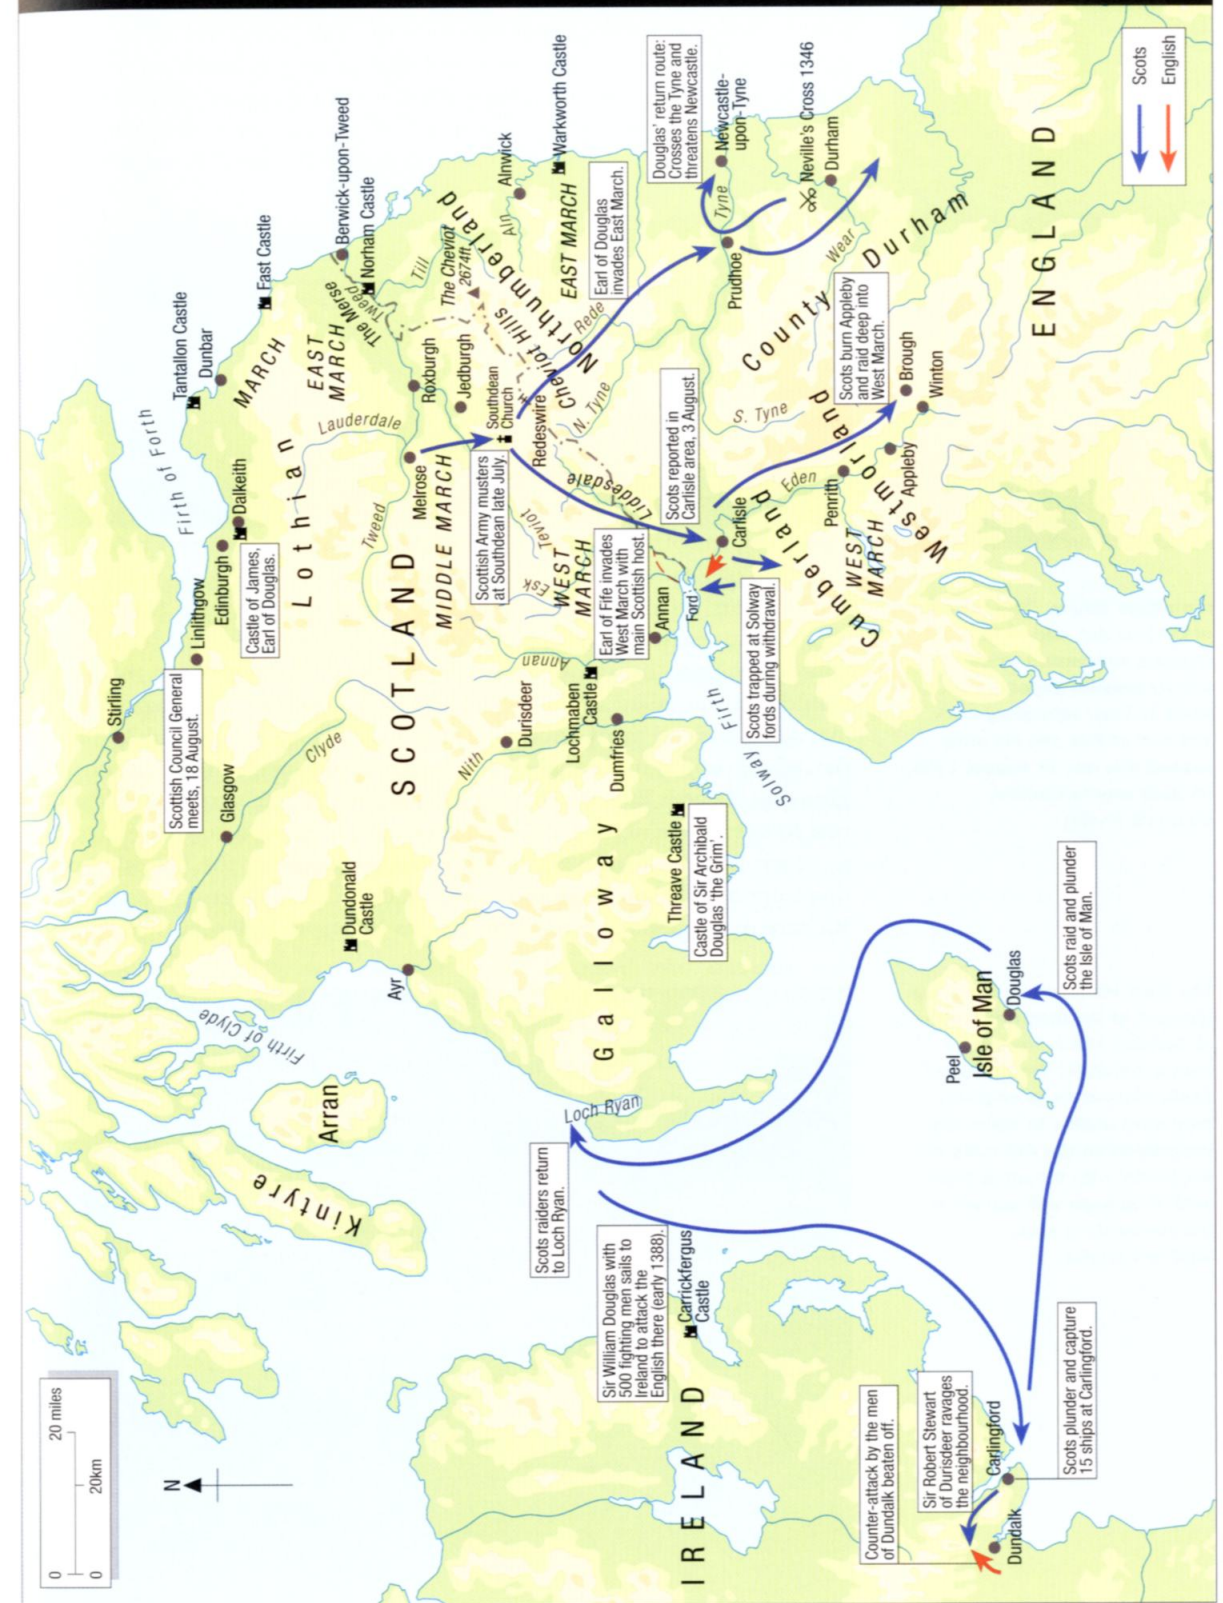 0
20 miles
0
20km
N
Scots
English
SCOTLAND
ENGLAND
IRELAND
Lothian
Galloway
Northumberland
County Durham
Cumberland
Westmorland
MARCH
EAST
MARCH
The Merse
MIDDLE MARCH
WEST
MARCH
EAST MARCH
WEST
MARCH
Kintyre
Arran
Isle of Man
Firth of Forth
Firth of Clyde
Solway Firth
Loch Ryan
Clyde
Nith
Annan
Esk
Teviot
Liddesdale
Tweed
Lauderdale
Tweed
Till
Aln
Rede
N. Tyne
S. Tyne
Tyne
Wear
Eden
Cheviot Hills
The Cheviot
2674ft
Stirling
Linlithgow
Edinburgh
Dalkeith
Tantallon Castle
Dunbar
Fast Castle
Berwick-upon-Tweed
Norham Castle
Glasgow
Dundonald
Castle
Ayr
Melrose
Roxburgh
Jedburgh
Southdean
Church
Redeswire
Alnwick
Warkworth Castle
Durisdeer
Lochmaben
Castle
Dumfries
Annan
Ford
Threave Castle
Carlisle
Penrith
Appleby
Brough
Winton
Prudhoe
Newcastle-
upon-Tyne
Neville's Cross 1346
Durham
Carrickfergus
Castle
Carlingford
Dundalk
Peel
Douglas
Scottish Council General
meets, 18 August.
Castle of James,
Earl of Douglas.
Scottish Army musters
at Southdean late July.
Earl of Fife invades
West March with
main Scottish host.
Earl of Douglas
invades East March.
Douglas' return route:
Crosses the Tyne and
threatens Newcastle.
Scots reported in
Carlisle area, 3 August.
Scots burn Appleby
and raid deep into
West March.
Scots trapped at Solway
fords during withdrawal.
Castle of Sir Archibald
Douglas 'the Grim'.
Scots raiders return
to Loch Ryan.
Sir William Douglas with
500 fighting men sails to
Ireland to attack the
English there (early 1388).
Counter-attack by the men
of Dundalk beaten off.
Sir Robert Stewart
of Durisdeer ravages
the neighbourhood.
Scots plunder and capture
15 ships at Carlingford.
Scots raid and plunder
the Isle of Man.